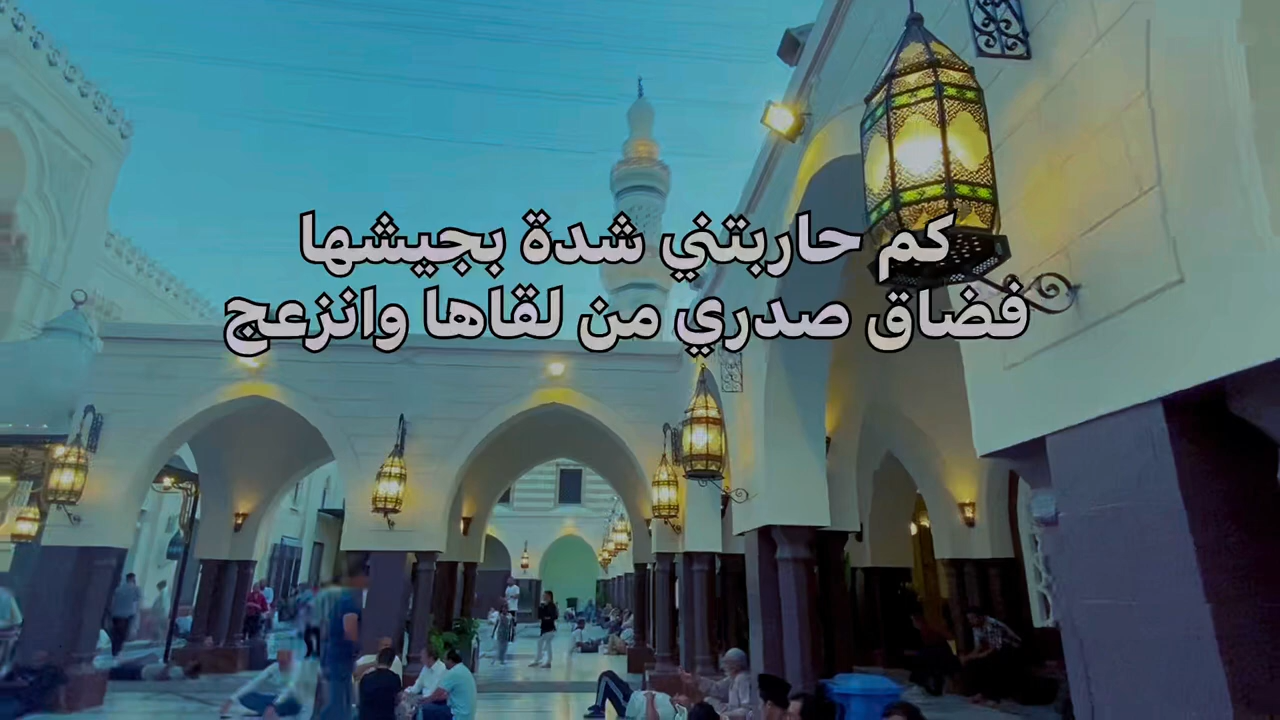 كم حاربتني شدة بجيشها
فضاق صدري من لقاها وانزعج